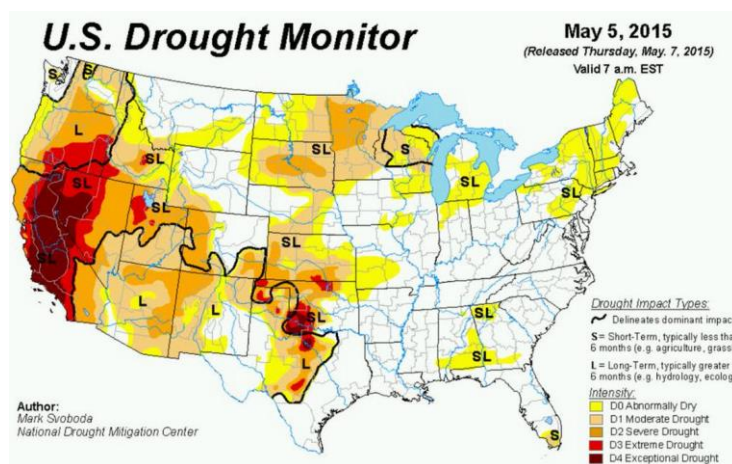 U.S. Drought Monitor
May 5, 2015
(Released Thursday, May. 7, 2015)
Valid 7 a.m. EST
S
S
L
SL
SL
SL
SL
SL
S
SL
SL
SL
SL
L
L
SL
L
SL
SL
S
Drought Impact Types:
Delineates dominant impac
S = Short-Term, typically less tha
6 months (e.g. agriculture, grass
L = Long-Term, typically greater
6 months (e.g. hydrology, ecolog
Intensity:
D0 Abnormally Dry
D1 Moderate Drought
D2 Severe Drought
D3 Extreme Drought
D4 Exceptional Drought
Author:
Mark Svoboda
National Drought Mitigation Center